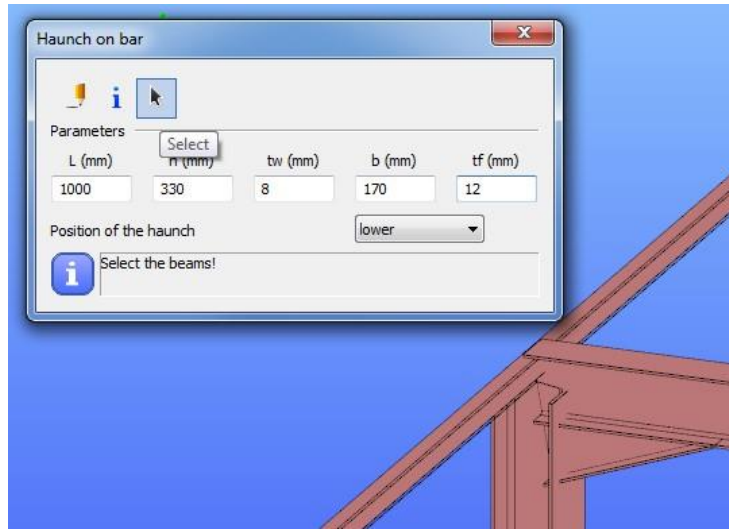 Haunch on bar
Parameters
Select
L (mm)
(mm)
tw (mm)
b (mm)
tf (mm)
1000
330
8
170
12
Position of the haunch
lower
Select the beams!